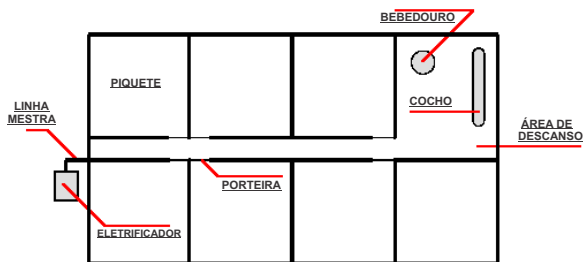 BEBEDOURO
PIQUETE
COCHO
LINHA
MESTRA
ÁREA DE
DESCANSO
PORTEIRA
ELETRIFICADOR